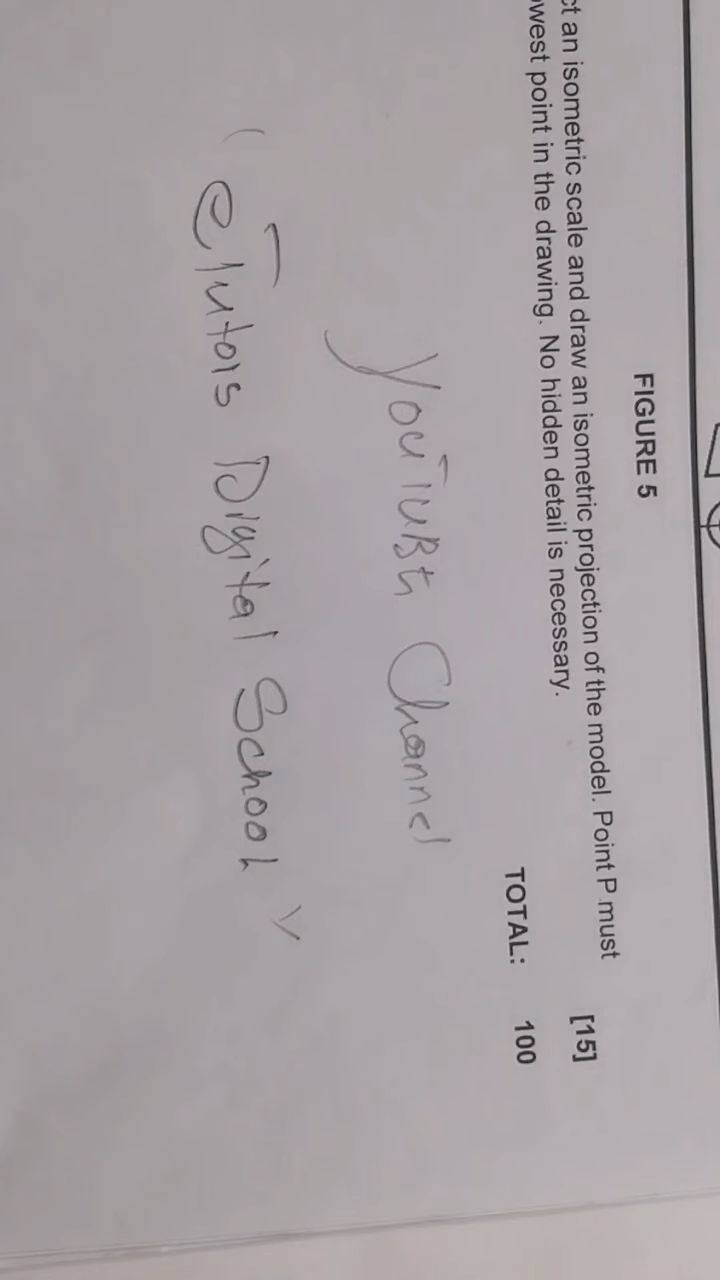 FIGURE 5
ct an isometric scale and draw an isometric projection of the model. Point P must
owest point in the drawing. No hidden detail is necessary.
[15]
TOTAL: 100
YouTube Channel
( eTutors Digital School )